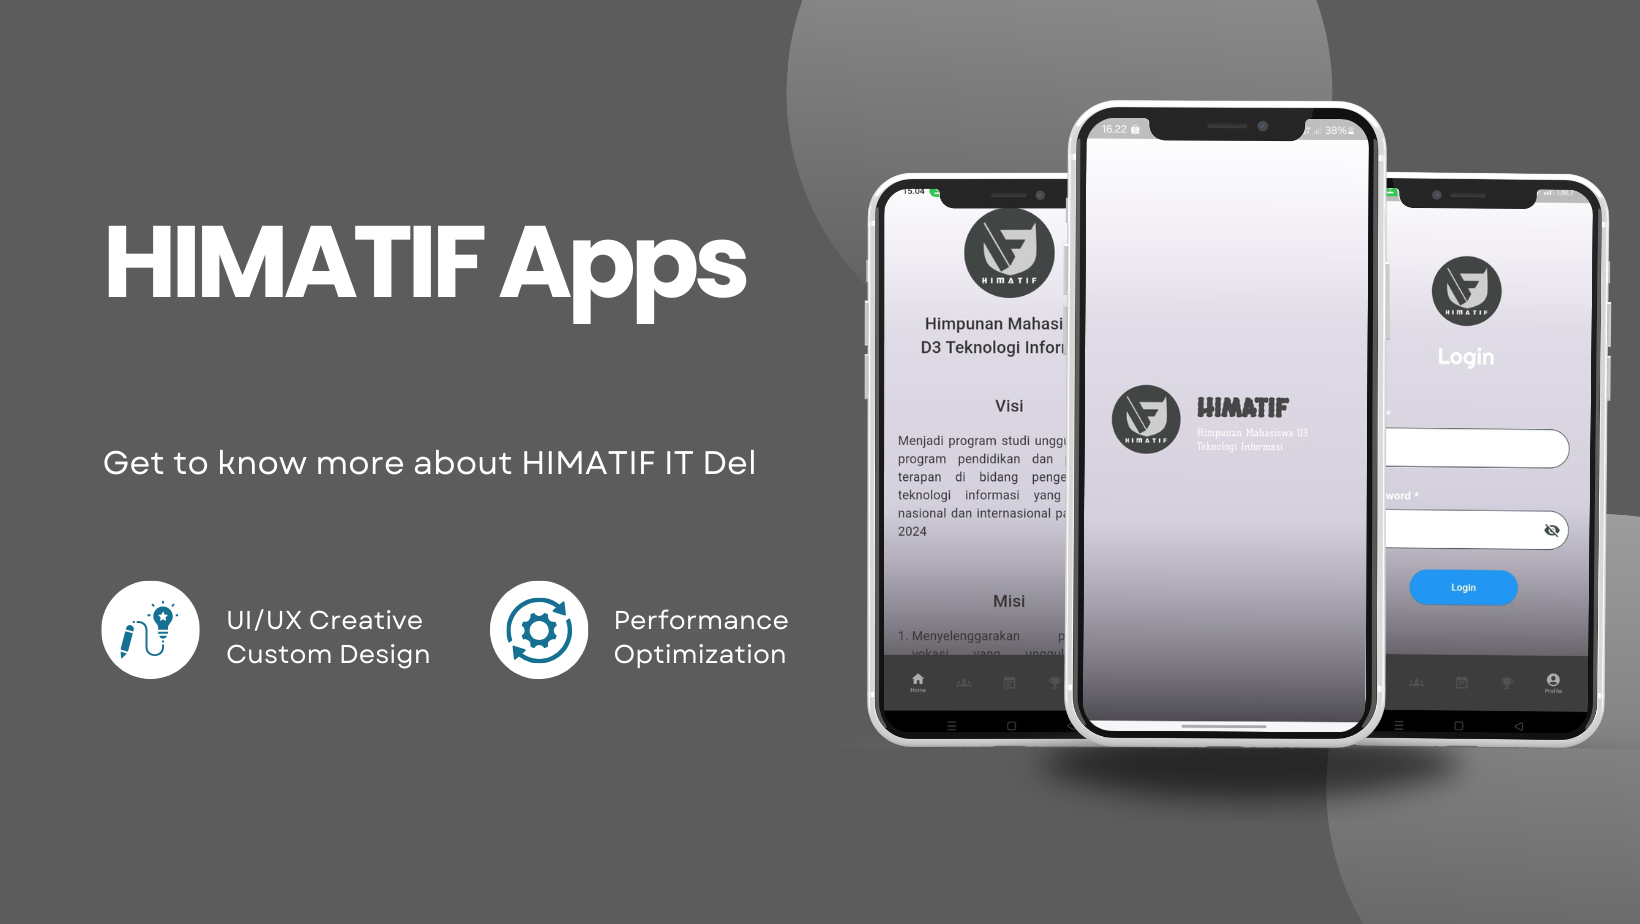 HIMATIF Apps
Get to know more about HIMATIF IT Del
UI/UX Creative
Custom Design
Performance
Optimization
15.04
HIMATIF
Himpunan Mahasi
D3 Teknologi Infor
Visi
Menjadi program studi unggu
program pendidikan dan
terapan di bidang penge
teknologi informasi yang
nasional dan internasional pa
2024
Misi
1. Menyelenggarakan p
vokasi yang unggul
Home
16.22
38%
HIMATIF
HIMATIF
Himpunan Mahasiswa D3
Teknologi Informasi
HIMATIF
Login
*
word *
Login
Profile